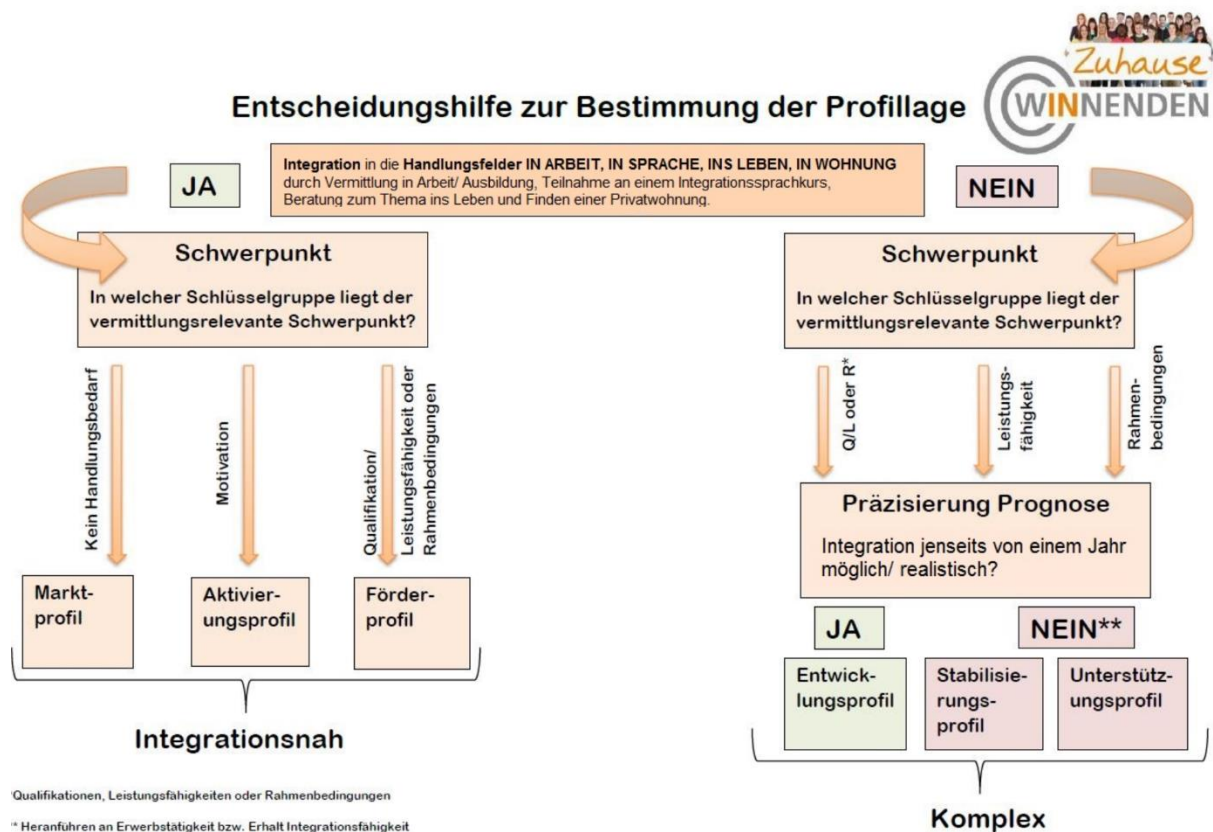 Zuhause
WINNENDEN
Entscheidungshilfe zur Bestimmung der Profillage
JA
Integration in die Handlungsfelder IN ARBEIT, IN SPRACHE, INS LEBEN, IN WOHNUNG
durch Vermittlung in Arbeit/ Ausbildung, Teilnahme an einem Integrationssprachkurs,
Beratung zum Thema ins Leben und Finden einer Privatwohnung.
NEIN
Schwerpunkt
In welcher Schlüsselgruppe liegt der
vermittlungsrelevante Schwerpunkt?
Kein Handlungsbedarf
Motivation
Qualifikation/
Leistungsfähigkeit oder
Rahmenbedingungen
Markt-
profil
Aktivier-
ungsprofil
Förder-
profil
Integrationsnah
Schwerpunkt
In welcher Schlüsselgruppe liegt der
vermittlungsrelevante Schwerpunkt?
Q/L oder R*
Leistungs-
fähigkeit
Rahmen-
bedingungen
Präzisierung Prognose
Integration jenseits von einem Jahr
möglich/ realistisch?
JA
NEIN**
Entwick-
lungsprofil
Stabilisie-
rungs-
profil
Unterstütz-
ungsprofil
Komplex
*Qualifikationen, Leistungsfähigkeiten oder Rahmenbedingungen
** Heranführen an Erwerbstätigkeit bzw. Erhalt Integrationsfähigkeit